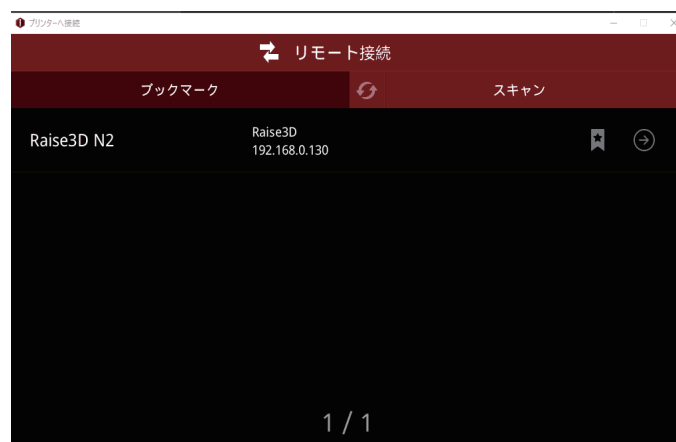 プリンターへ接続
リモート接続
ブックマーク
スキャン
Raise3D N2
Raise3D
192.168.0.130
1 / 1